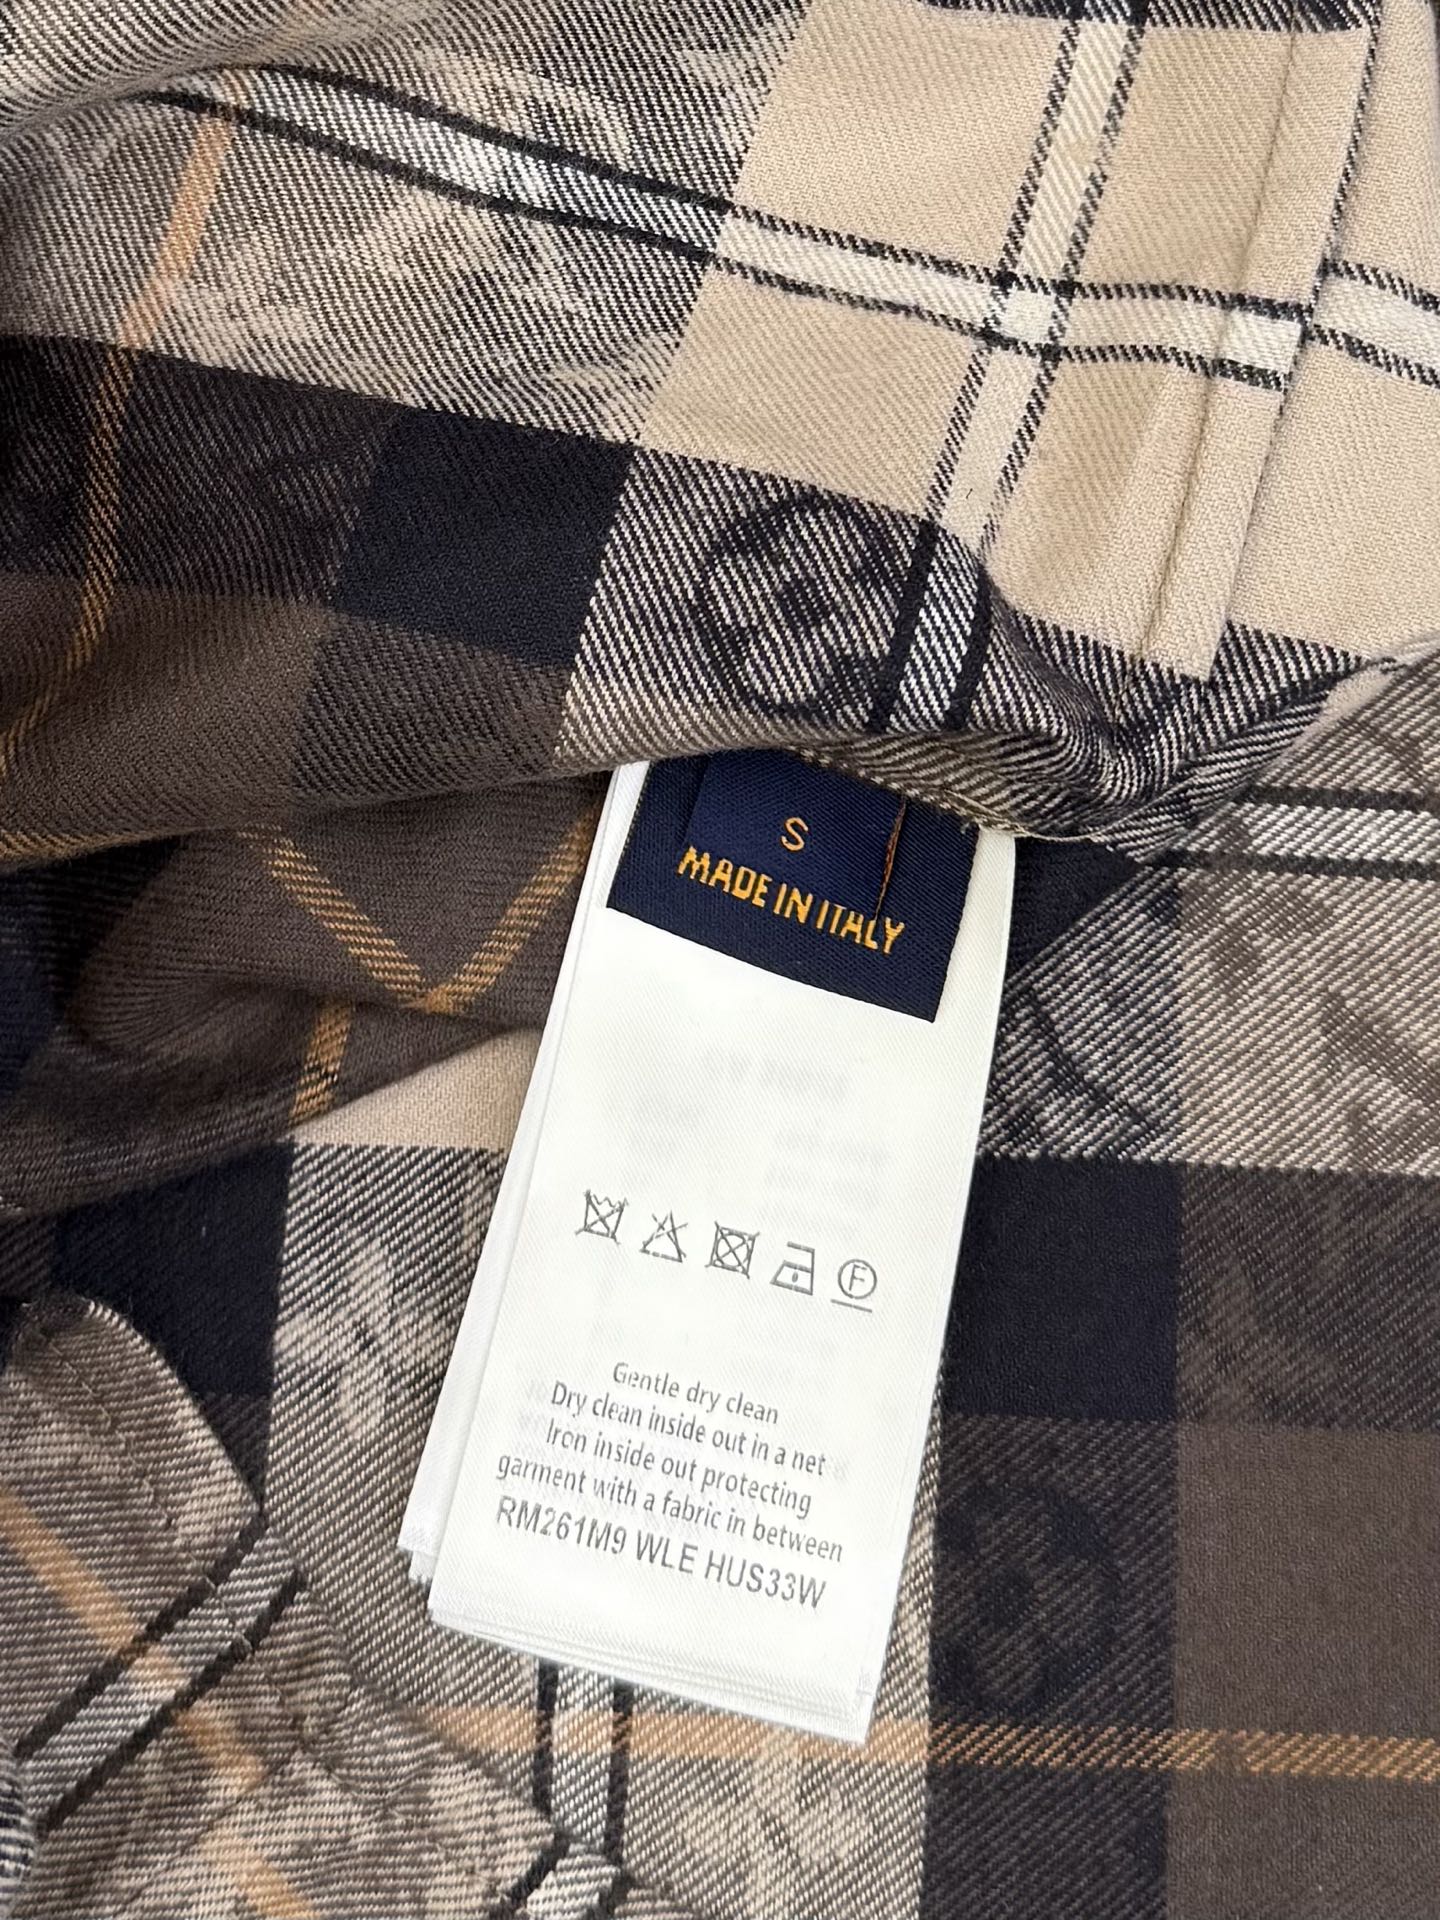 S
MADE IN ITALY
F
Gentle dry clean
Dry clean inside out in a net
Iron inside out protecting
garment with a fabric in between
RM261M9 WLE HUS33W